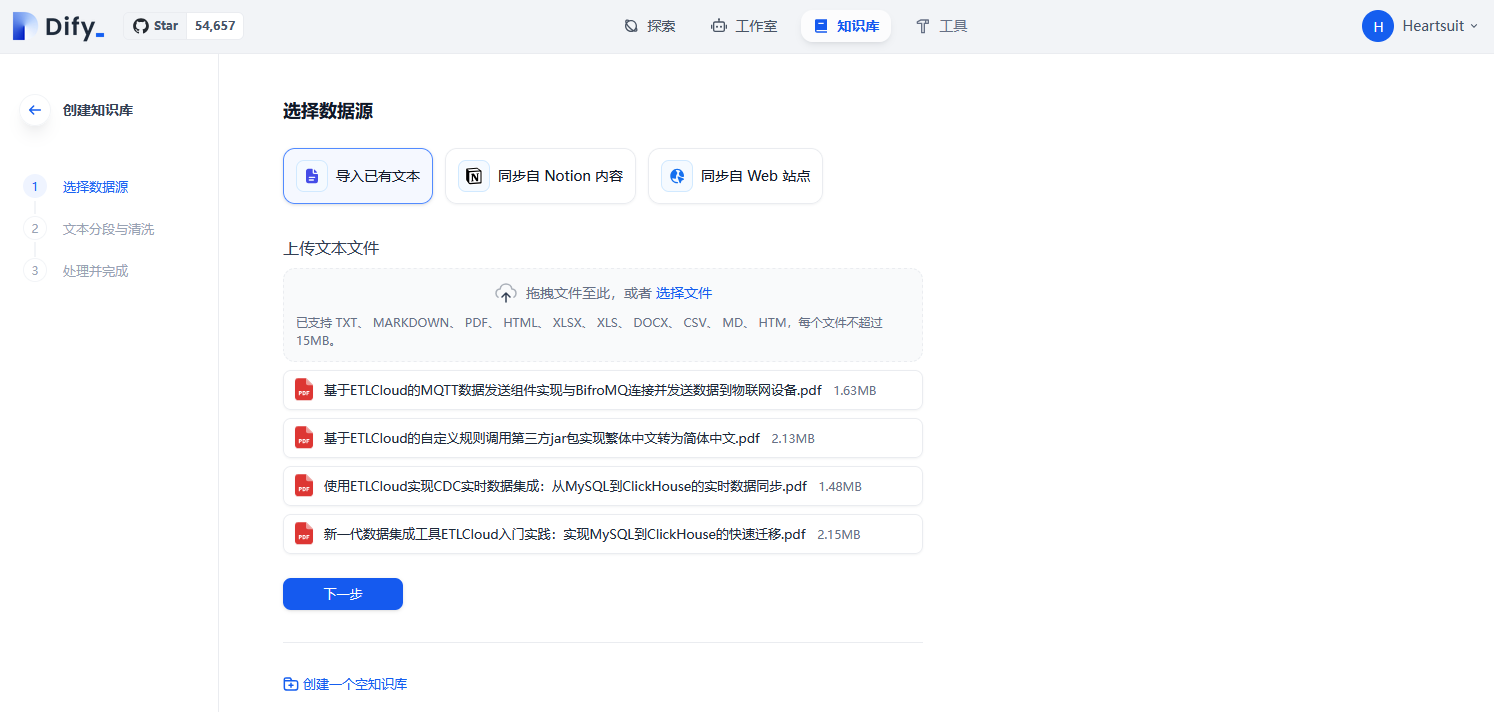 Dify_
Star 54,657
探索
工作室
知识库
工具
H
Heartsuit
创建知识库
1 选择数据源
2 文本分段与清洗
3 处理并完成
选择数据源
导入已有文本
同步自 Notion 内容
同步自 Web 站点
上传文本文件
拖拽文件至此，或者 选择文件
已支持 TXT、 MARKDOWN、 PDF、 HTML、 XLSX、 XLS、 DOCX、 CSV、 MD、 HTM，每个文件不超过
15MB。
PDF 基于ETLCloud的MQTT数据发送组件实现与BifroMQ连接并发送数据到物联网设备.pdf 1.63MB
PDF 基于ETLCloud的自定义规则调用第三方jar包实现繁体中文转为简体中文.pdf 2.13MB
PDF 使用ETLCloud实现CDC实时数据集成：从MySQL到ClickHouse的实时数据同步.pdf 1.48MB
PDF 新一代数据集成工具ETLCloud入门实践：实现MySQL到ClickHouse的快速迁移.pdf 2.15MB
下一步
创建一个空知识库